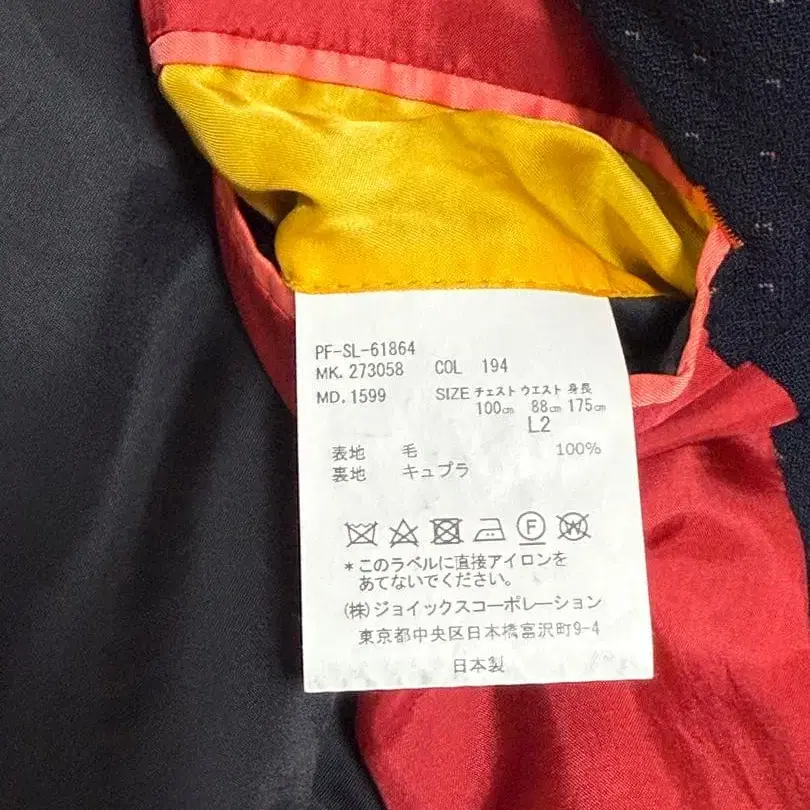 PF-SL-61864
MK. 273058 COL 194
MD. 1599 SIZE チェスト ウエスト 身長
100㎝ 88㎝ 175㎝
L2
表地 毛 100%
裏地 キュプラ
F W
*このラベルに直接アイロンを
あてないでください。
(株)ジョイックスコーポレーション
東京都中央区日本橋富沢町9-4
日本製